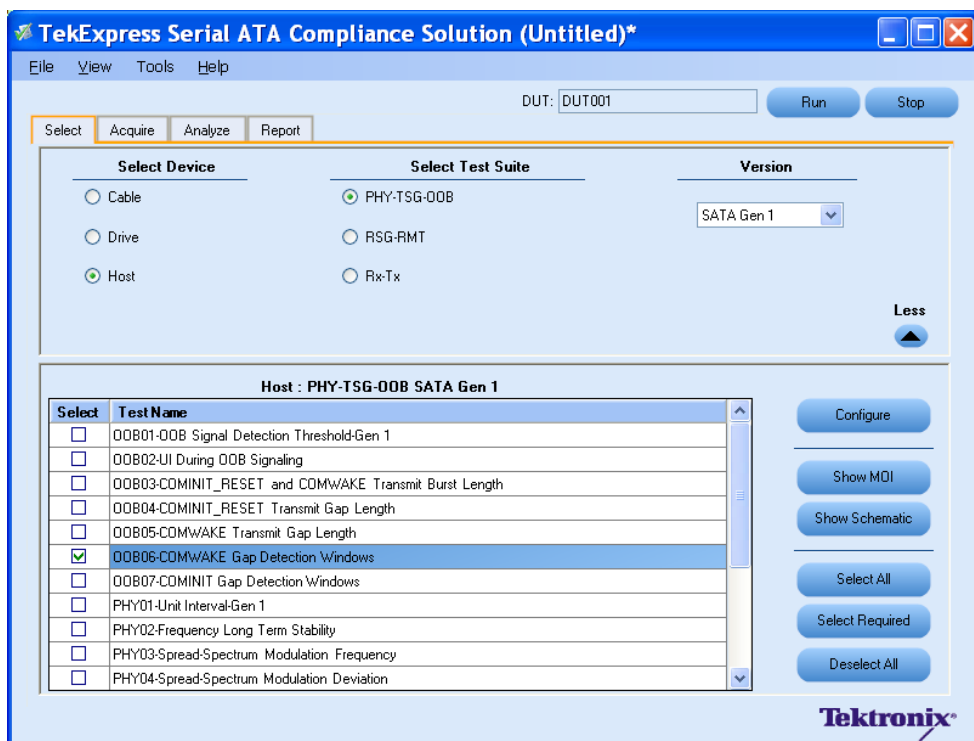 TekExpress Serial ATA Compliance Solution (Untitled)*
File View Tools Help
DUT: DUT001 Run Stop
Select Acquire Analyze Report
Select Device Select Test Suite Version
Cable PHY-TSG-OOB SATA Gen 1
Drive RSG-RMT
Host Rx-Tx
Less
Host : PHY-TSG-OOB SATA Gen 1
Select Test Name
OOB01-OOB Signal Detection Threshold-Gen 1
OOB02-UI During OOB Signaling
OOB03-COMINIT_RESET and COMWAKE Transmit Burst Length
OOB04-COMINIT_RESET Transmit Gap Length
OOB05-COMWAKE Transmit Gap Length
OOB06-COMWAKE Gap Detection Windows
OOB07-COMINIT Gap Detection Windows
PHY01-Unit Interval-Gen 1
PHY02-Frequency Long Term Stability
PHY03-Spread-Spectrum Modulation Frequency
PHY04-Spread-Spectrum Modulation Deviation
Configure
Show MOI
Show Schematic
Select All
Select Required
Deselect All
Tektronix®